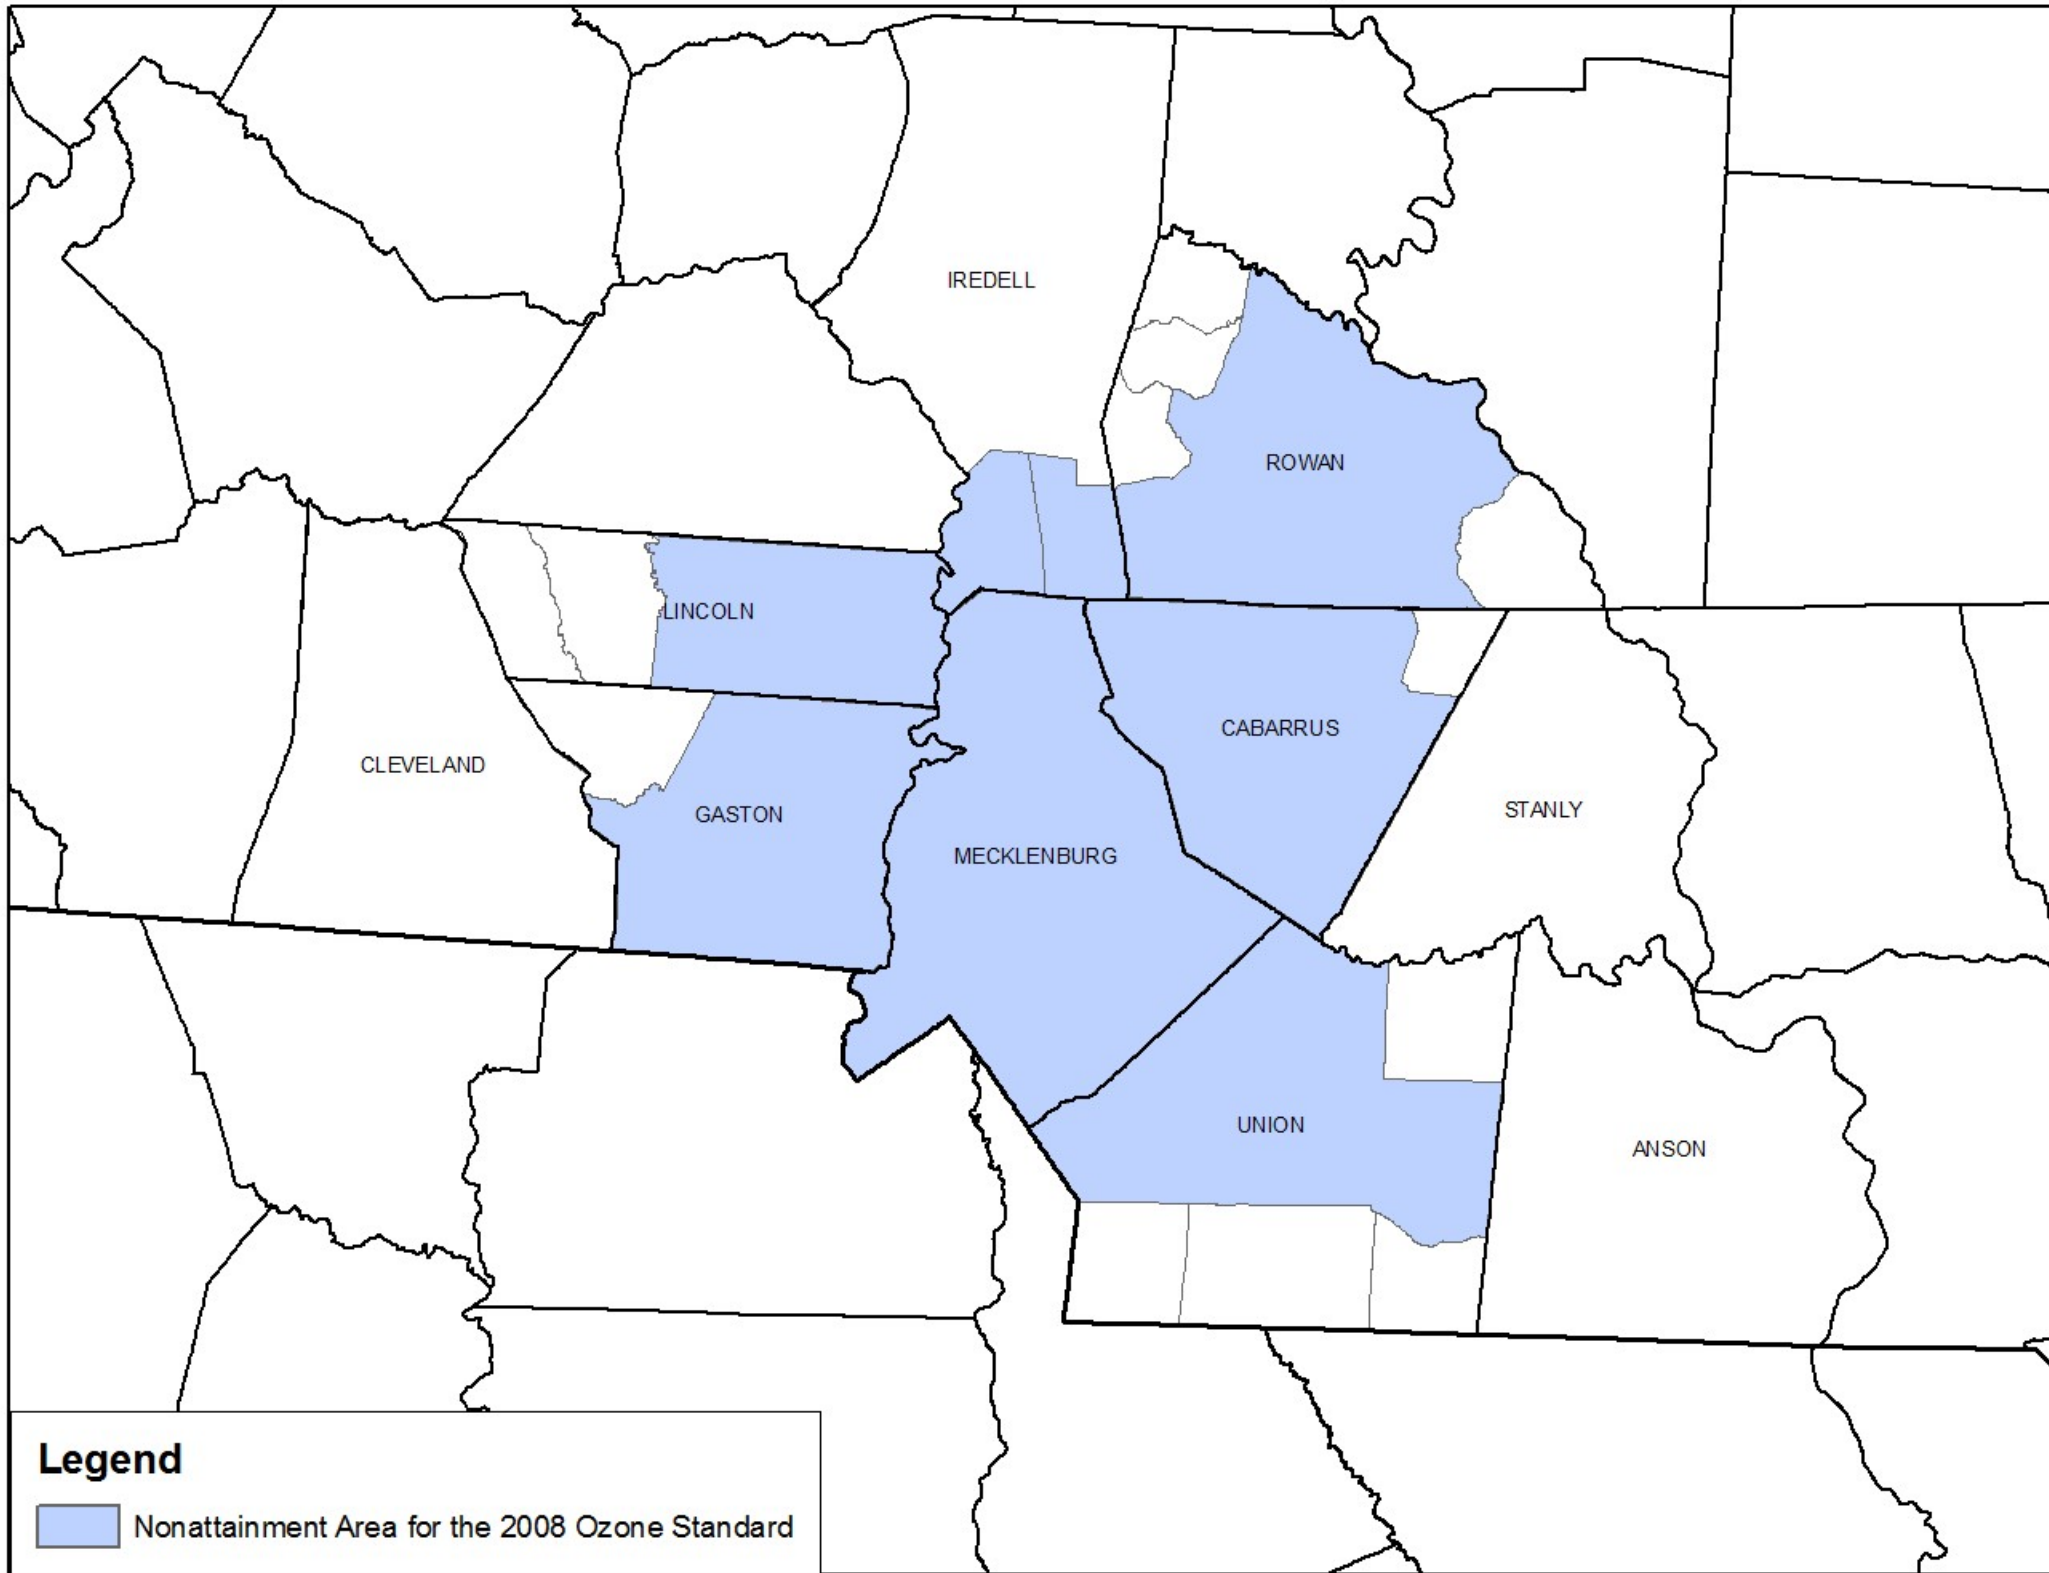 IREDELL
ROWAN
LINCOLN
CABARRUS
CLEVELAND
STANLY
GASTON
MECKLENBURG
UNION
ANSON
Legend
Nonattainment Area for the 2008 Ozone Standard